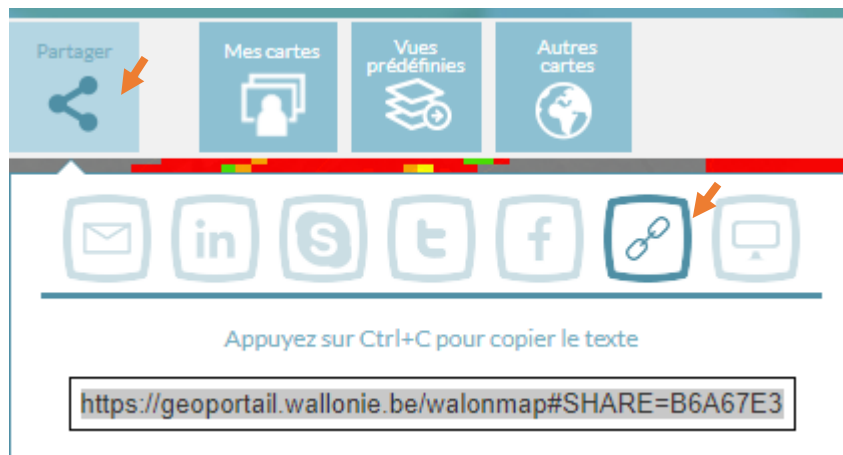 Partager
Mes cartes
Vues
prédéfinies
Autres
cartes
in
S
t
f
Appuyez sur Ctrl+C pour copier le texte
https://geoportail.wallonie.be/walonmap#SHARE=B6A67E3